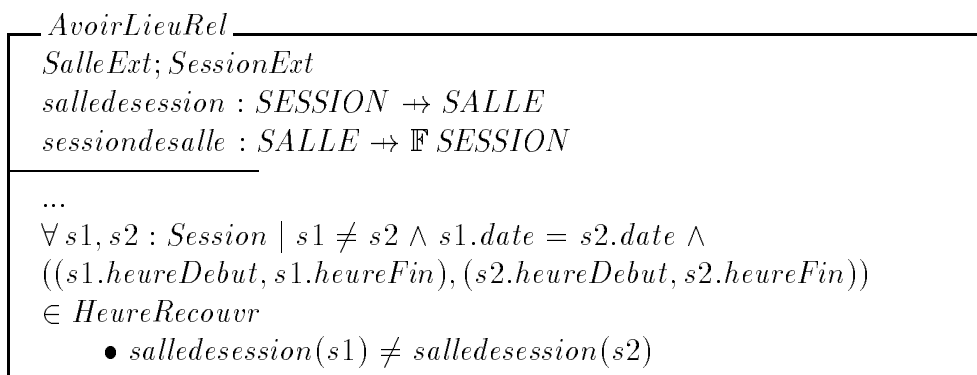 AvoirLieuRel
SalleExt; SessionExt
salledesession : SESSION ⇸ SALLE
sessiondesalle : SALLE ⇸ 𝔽 SESSION
...
∀ s1, s2 : Session | s1 ≠ s2 ∧ s1.date = s2.date ∧
((s1.heureDebut, s1.heureFin), (s2.heureDebut, s2.heureFin))
∈ HeureRecouvr
• salledesession(s1) ≠ salledesession(s2)